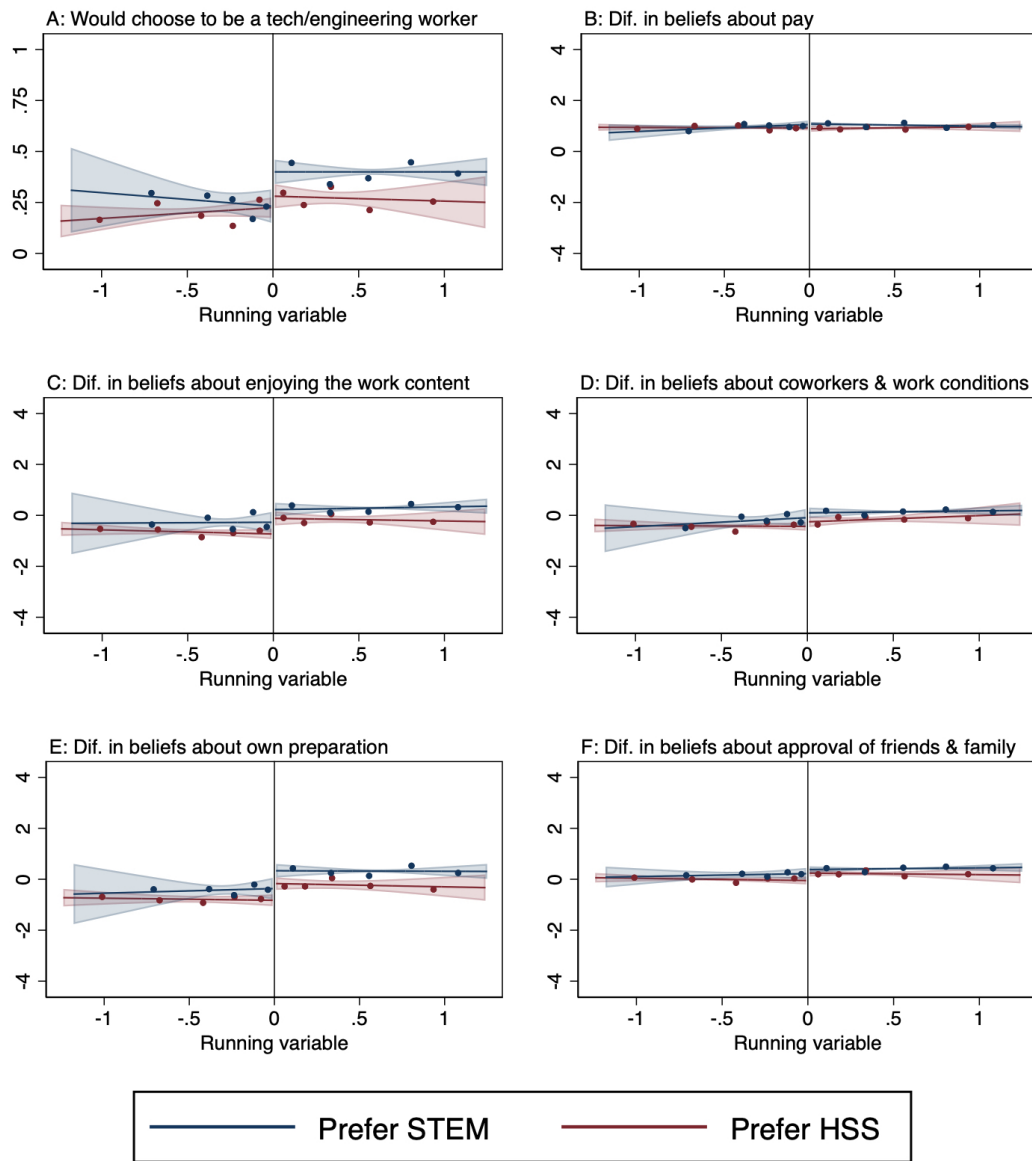 A: Would choose to be a tech/engineering worker
1
.75
.5
.25
0
-1 -.5 0 .5 1
Running variable
B: Dif. in beliefs about pay
4
2
0
-2
-4
-1 -.5 0 .5 1
Running variable
C: Dif. in beliefs about enjoying the work content
4
2
0
-2
-4
-1 -.5 0 .5 1
Running variable
D: Dif. in beliefs about coworkers & work conditions
4
2
0
-2
-4
-1 -.5 0 .5 1
Running variable
E: Dif. in beliefs about own preparation
4
2
0
-2
-4
-1 -.5 0 .5 1
Running variable
F: Dif. in beliefs about approval of friends & family
4
2
0
-2
-4
-1 -.5 0 .5 1
Running variable
Prefer STEM Prefer HSS